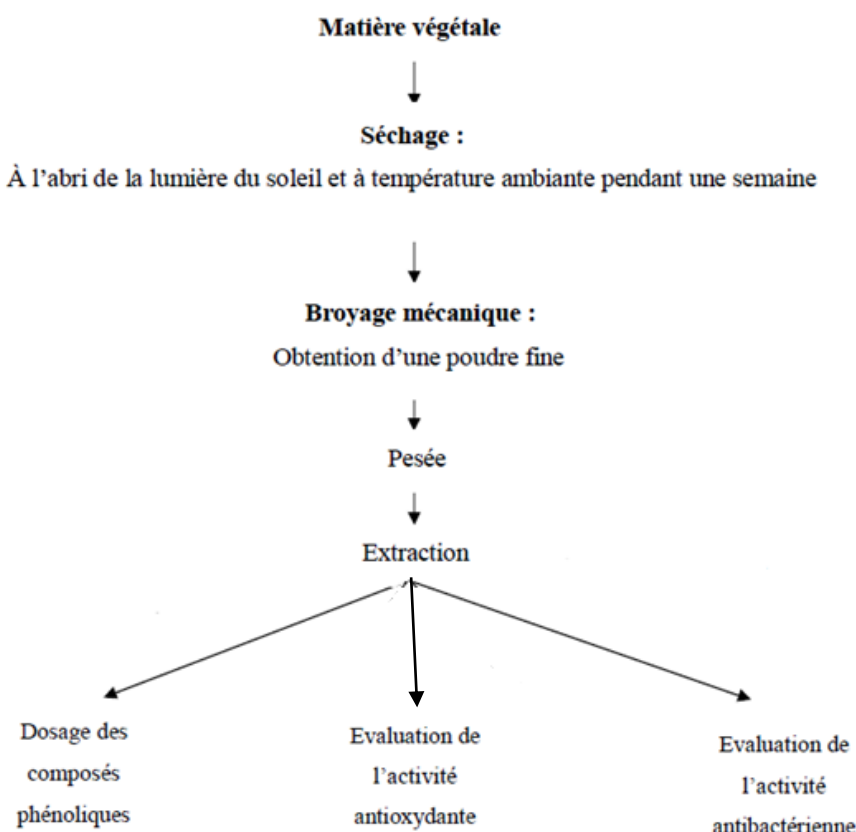 Matière végétale
Séchage :
À l’abri de la lumière du soleil et à température ambiante pendant une semaine
Broyage mécanique :
Obtention d’une poudre fine
Pesée
Extraction
Dosage des
composés
phénoliques
Evaluation de
l’activité
antioxydante
Evaluation de
l’activité
antibactérienne